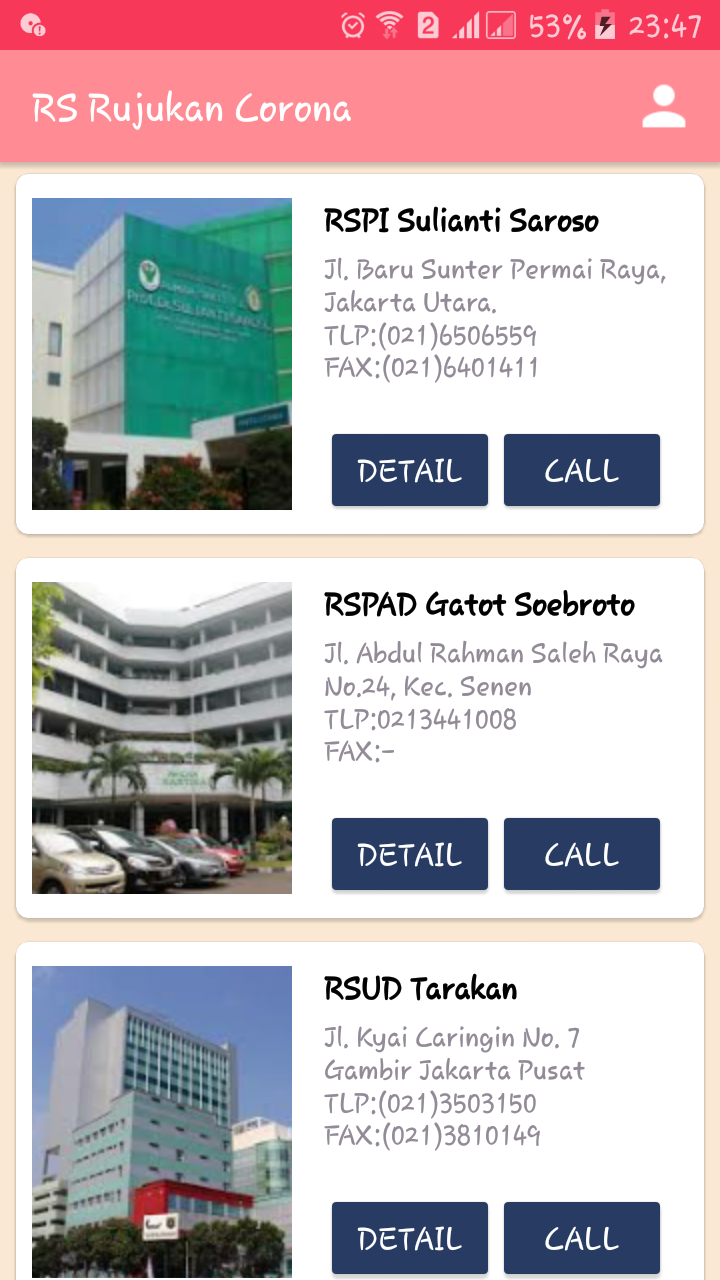 2
53%
23:47
RS Rujukan Corona
RSPI Sulianti Saroso
Jl. Baru Sunter Permai Raya,
Jakarta Utara.
TLP:(021)6506559
FAX:(021)6401411
DETAIL CALL
RSPAD Gatot Soebroto
Jl. Abdul Rahman Saleh Raya
No.24, Kec. Senen
TLP:0213441008
FAX:-
DETAIL CALL
RSUD Tarakan
Jl. Kyai Caringin No. 7
Gambir Jakarta Pusat
TLP:(021)3503150
FAX:(021)3810149
DETAIL CALL